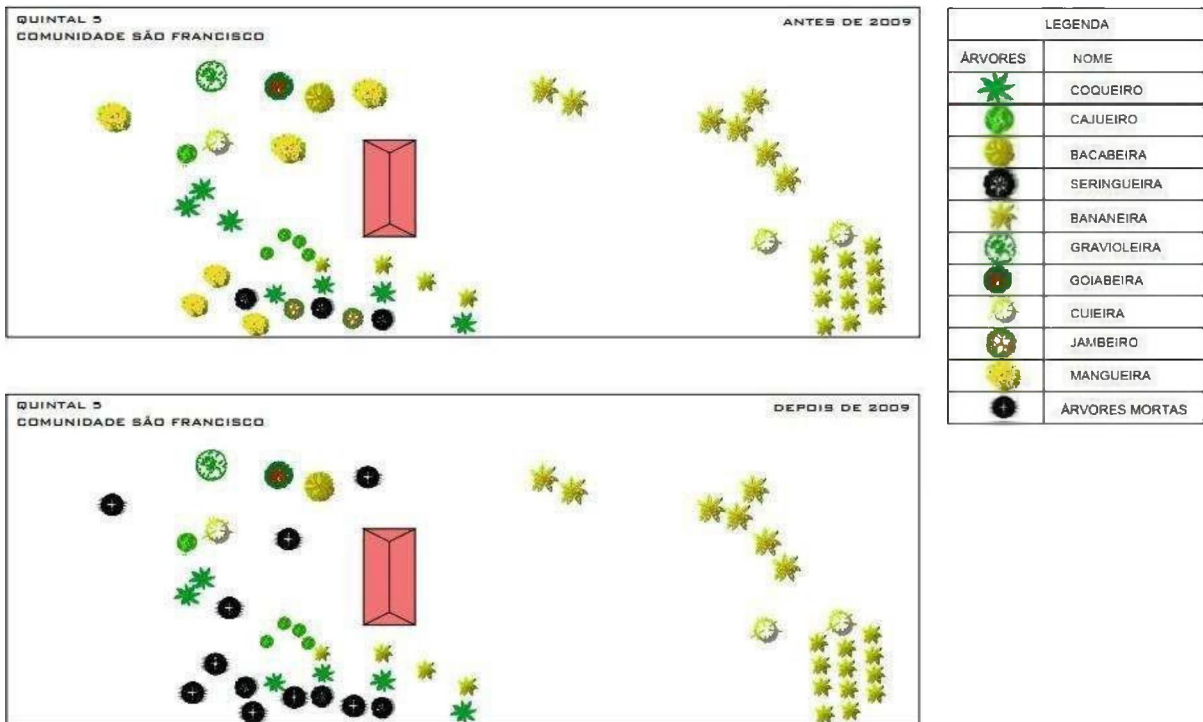 QUINTAL 5
COMUNIDADE SÃO FRANCISCO
ANTES DE 2009
LEGENDA
ÁRVORES NOME
COQUEIRO
CAJUEIRO
BACABEIRA
SERINGUEIRA
BANANEIRA
GRAVIOLEIRA
GOIABEIRA
CUIEIRA
JAMBEIRO
MANGUEIRA
ÁRVORES MORTAS
QUINTAL 5
COMUNIDADE SÃO FRANCISCO
DEPOIS DE 2009